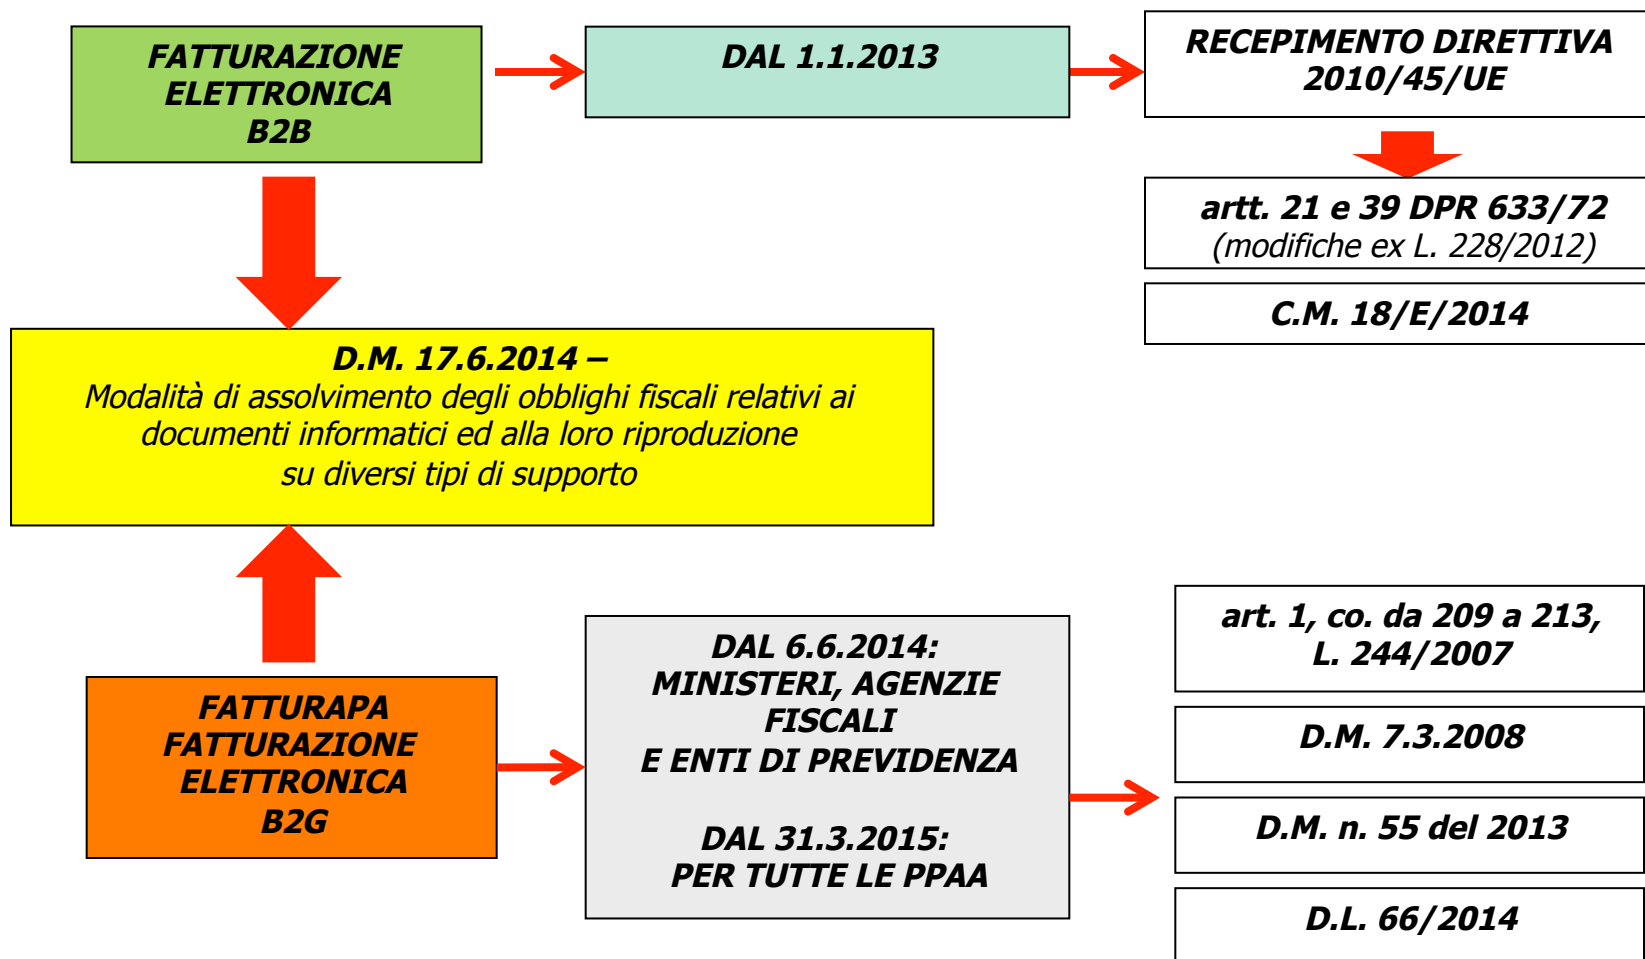 FATTURAZIONE
ELETTRONICA
B2B
DAL 1.1.2013
RECEPIMENTO DIRETTIVA
2010/45/UE
artt. 21 e 39 DPR 633/72
(modifiche ex L. 228/2012)
C.M. 18/E/2014
D.M. 17.6.2014 –
Modalità di assolvimento degli obblighi fiscali relativi ai
documenti informatici ed alla loro riproduzione
su diversi tipi di supporto
FATTURAPA
FATTURAZIONE
ELETTRONICA
B2G
DAL 6.6.2014:
MINISTERI, AGENZIE
FISCALI
E ENTI DI PREVIDENZA
DAL 31.3.2015:
PER TUTTE LE PPAA
art. 1, co. da 209 a 213,
L. 244/2007
D.M. 7.3.2008
D.M. n. 55 del 2013
D.L. 66/2014